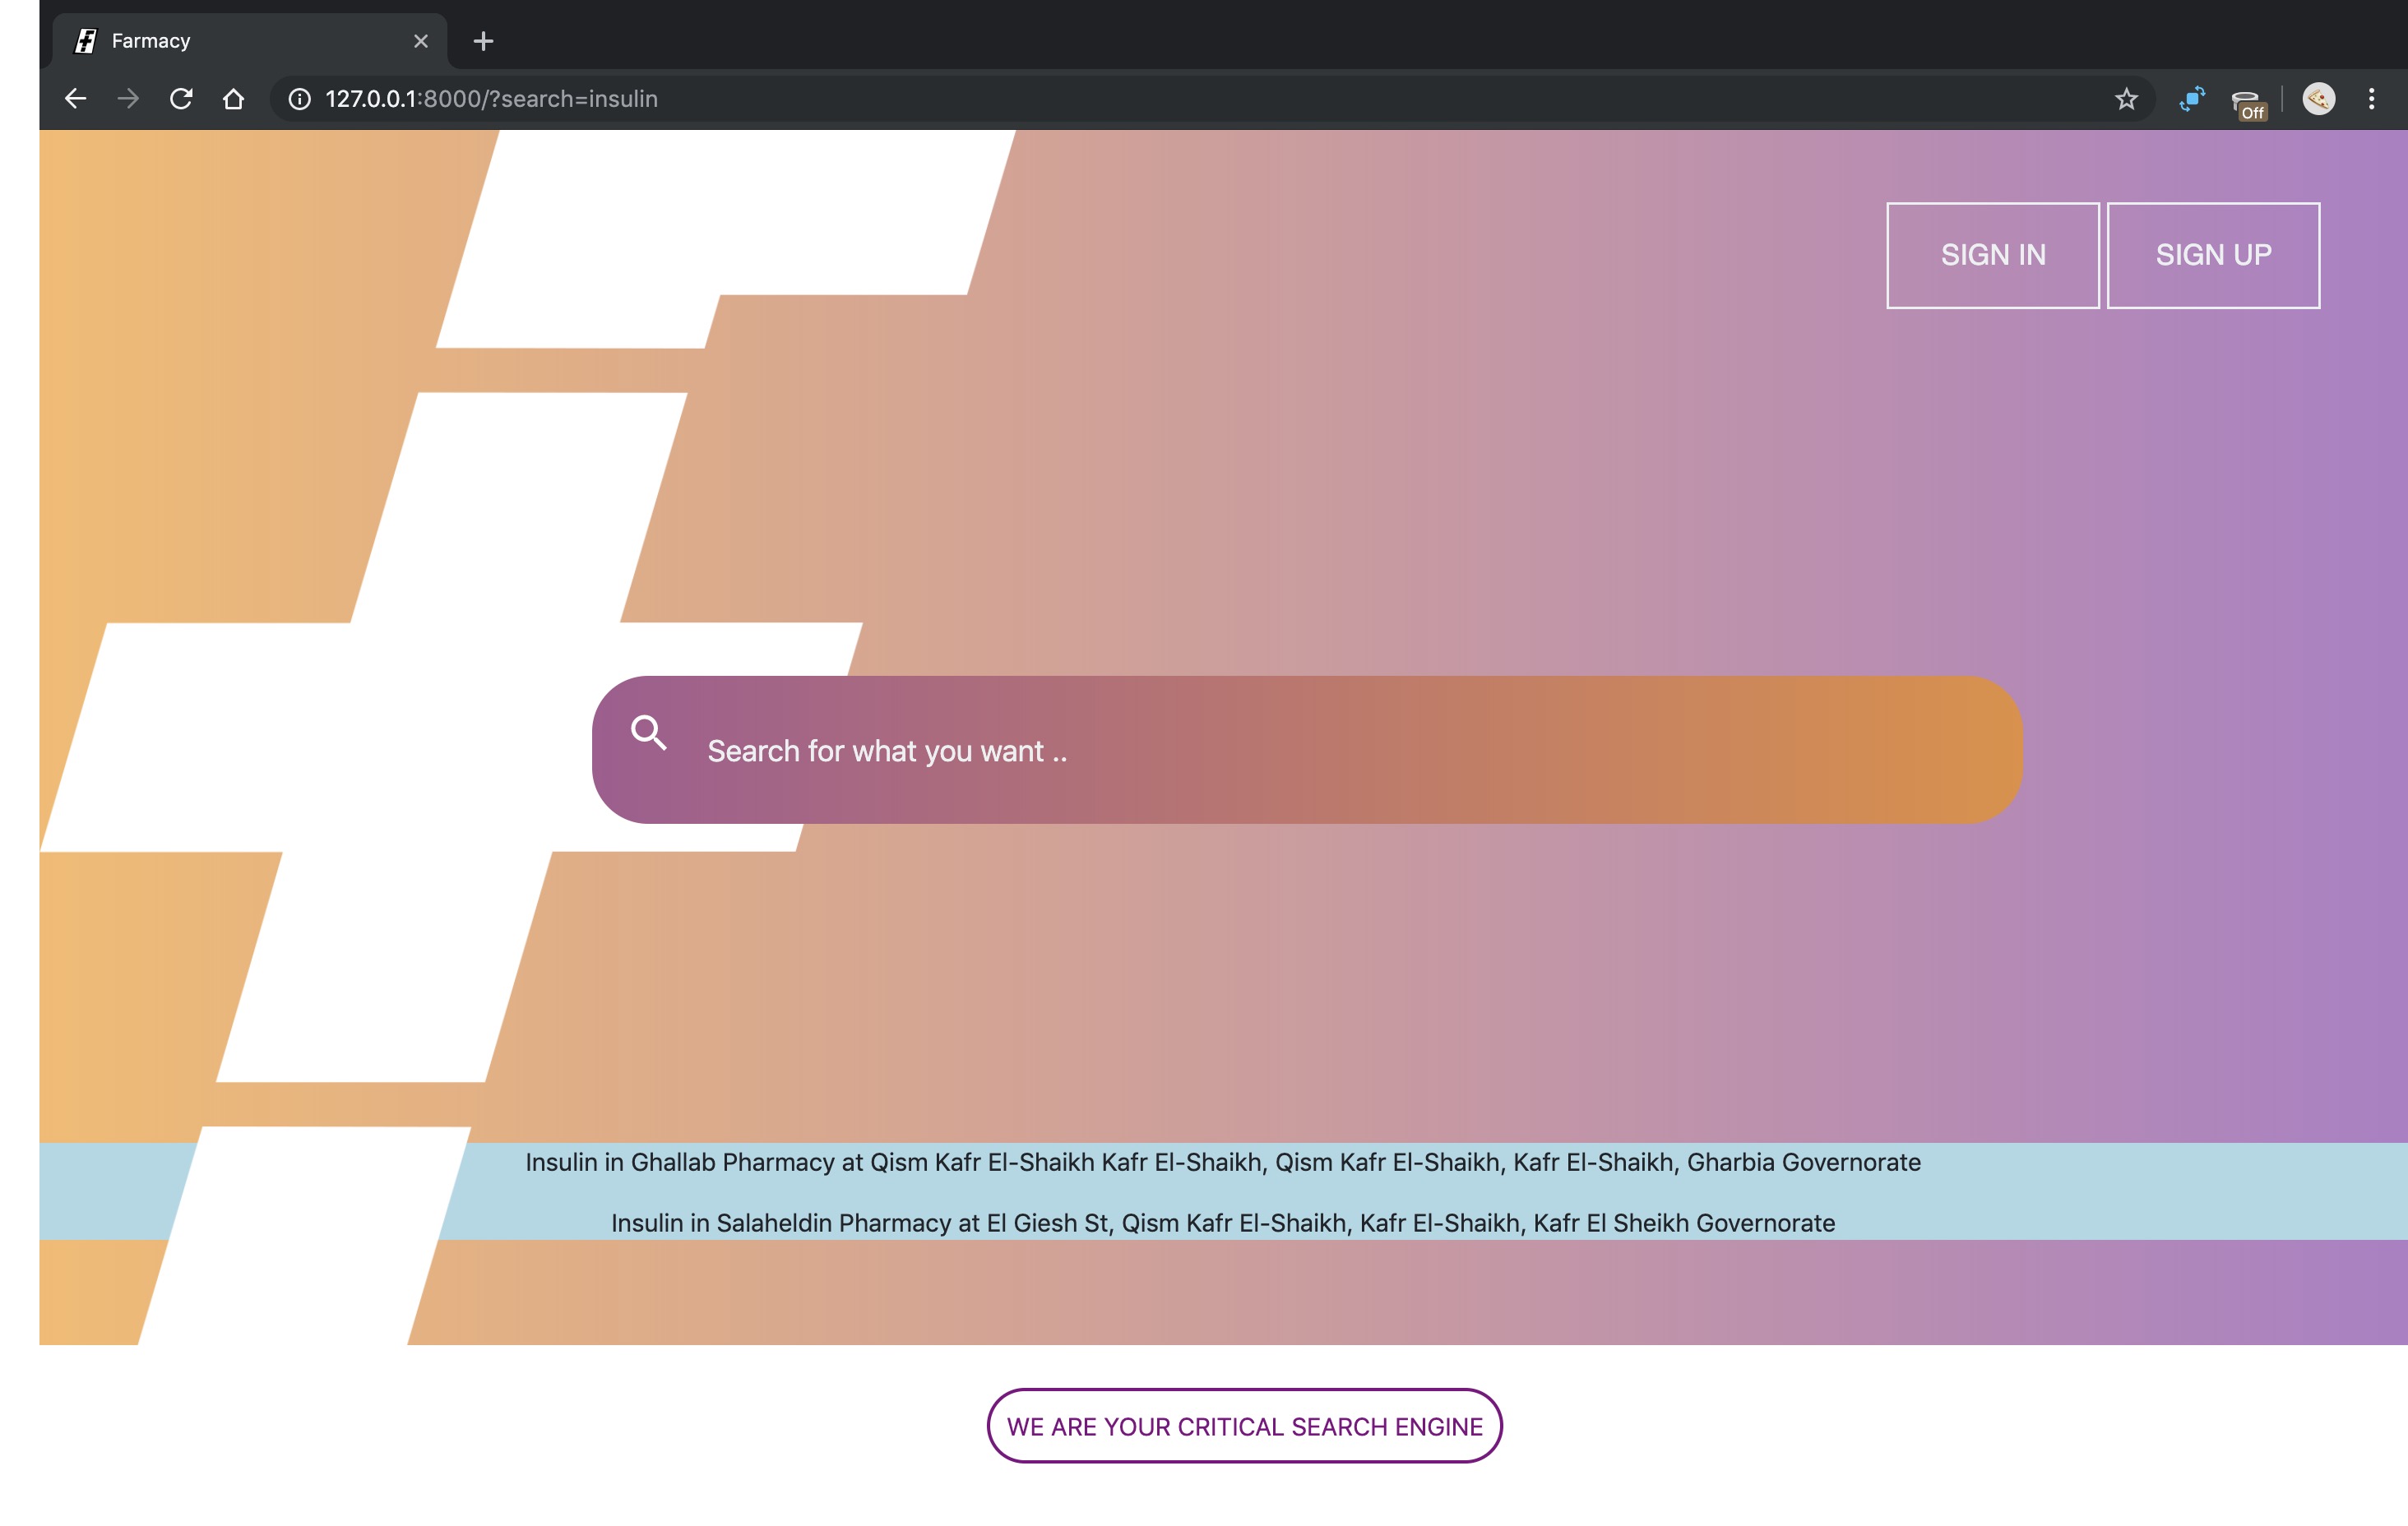 Farmacy
127.0.0.1:8000/?search=insulin
Off
SIGN IN
SIGN UP
Search for what you want ..
Insulin in Ghallab Pharmacy at Qism Kafr El-Shaikh Kafr El-Shaikh, Qism Kafr El-Shaikh, Kafr El-Shaikh, Gharbia Governorate
Insulin in Salaheldin Pharmacy at El Giesh St, Qism Kafr El-Shaikh, Kafr El-Shaikh, Kafr El Sheikh Governorate
WE ARE YOUR CRITICAL SEARCH ENGINE